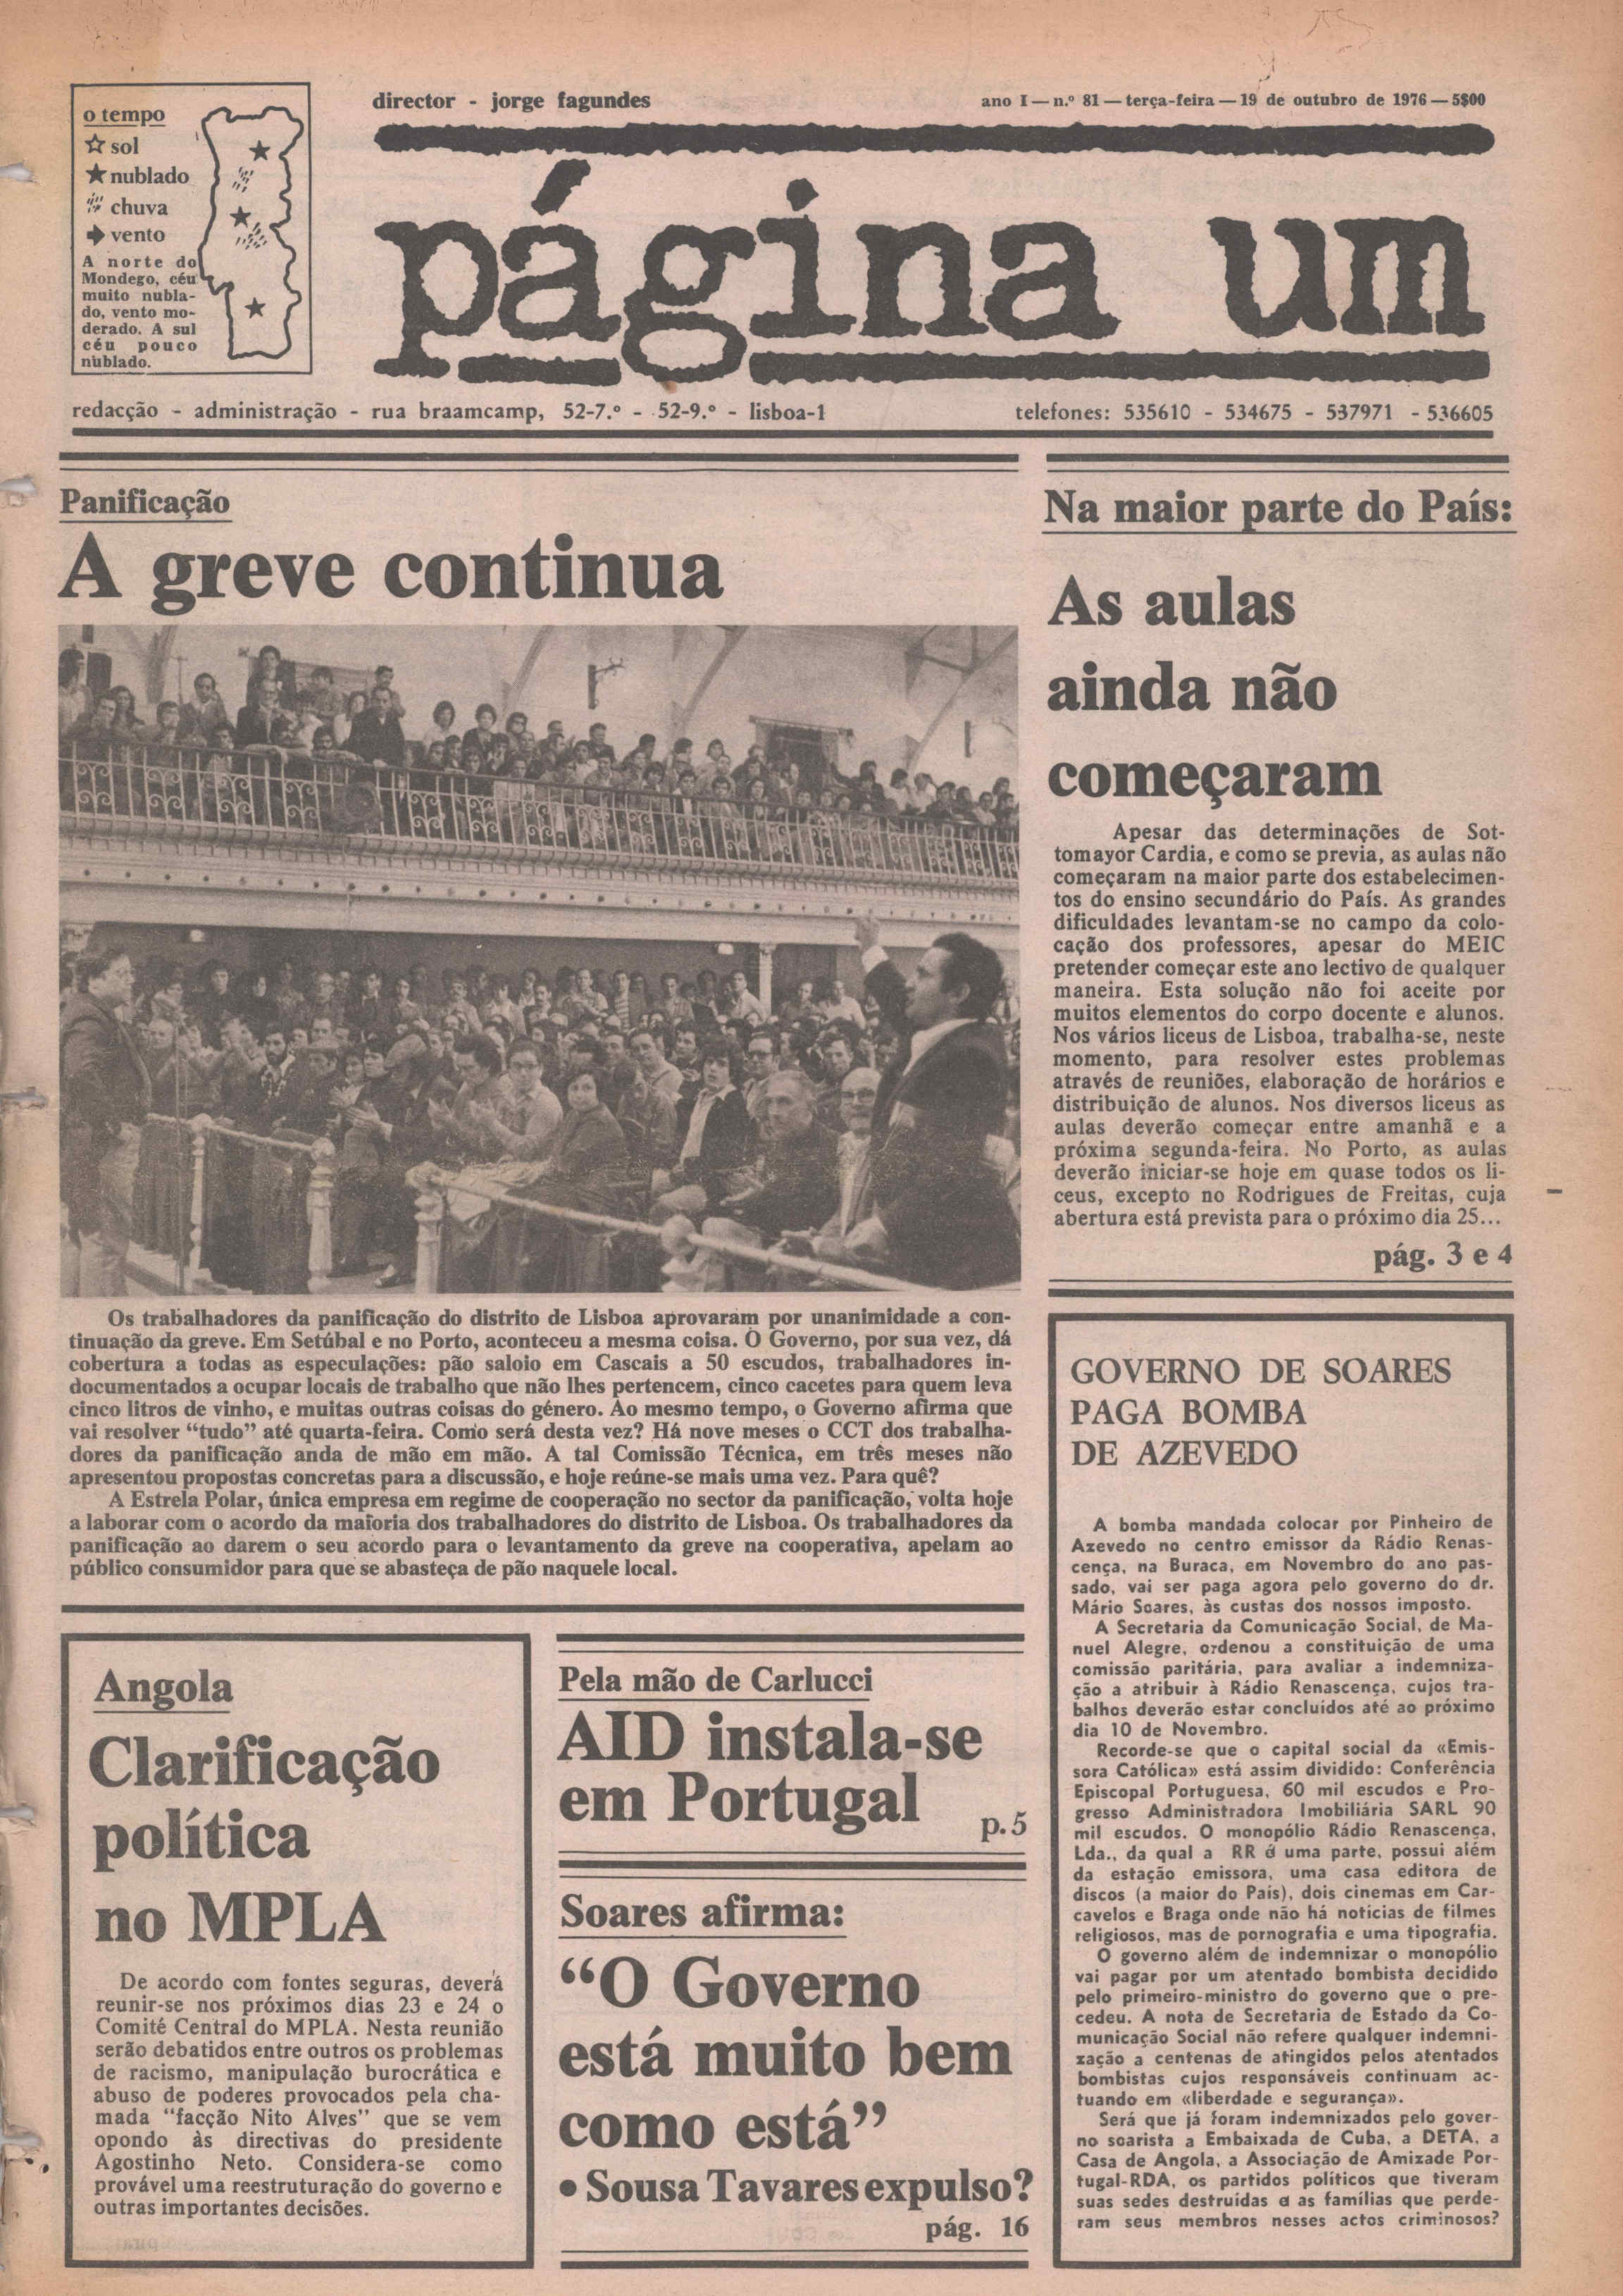 o tempo
sol
nublado
chuva
vento
A norte do
Mondego, céu
muito nubla-
do, vento mo-
derado. A sul
céu pouco
nublado.
director - jorge fagundes
ano I — n.º 81 — terça-feira — 19 de outubro de 1976 — 5$00
página um
redacção - administração - rua braamcamp, 52-7.º - 52-9.º - lisboa-1
telefones: 535610 - 534675 - 537971 - 536605
Panificação
A greve continua
Os trabalhadores da panificação do distrito de Lisboa aprovaram por unanimidade a con-
tinuação da greve. Em Setúbal e no Porto, aconteceu a mesma coisa. O Governo, por sua vez, dá
cobertura a todas as especulações: pão saloio em Cascais a 50 escudos, trabalhadores in-
documentados a ocupar locais de trabalho que não lhes pertencem, cinco cacetes para quem leva
cinco litros de vinho, e muitas outras coisas do género. Ao mesmo tempo, o Governo afirma que
vai resolver “tudo” até quarta-feira. Como será desta vez? Há nove meses o CCT dos trabalha-
dores da panificação anda de mão em mão. A tal Comissão Técnica, em três meses não
apresentou propostas concretas para a discussão, e hoje reúne-se mais uma vez. Para quê?
A Estrela Polar, única empresa em regime de cooperação no sector da panificação, volta hoje
a laborar com o acordo da maioria dos trabalhadores do distrito de Lisboa. Os trabalhadores da
panificação ao darem o seu acordo para o levantamento da greve na cooperativa, apelam ao
público consumidor para que se abasteça de pão naquele local.
Na maior parte do País:
As aulas
ainda não
começaram
Apesar das determinações de Sot-
tomayor Cardia, e como se previa, as aulas não
começaram na maior parte dos estabelecimen-
tos do ensino secundário do País. As grandes
dificuldades levantam-se no campo da colo-
cação dos professores, apesar do MEIC
pretender começar este ano lectivo de qualquer
maneira. Esta solução não foi aceite por
muitos elementos do corpo docente e alunos.
Nos vários liceus de Lisboa, trabalha-se, neste
momento, para resolver estes problemas
através de reuniões, elaboração de horários e
distribuição de alunos. Nos diversos liceus as
aulas deverão começar entre amanhã e a
próxima segunda-feira. No Porto, as aulas
deverão iniciar-se hoje em quase todos os li-
ceus, excepto no Rodrigues de Freitas, cuja
abertura está prevista para o próximo dia 25...
pág. 3 e 4
GOVERNO DE SOARES
PAGA BOMBA
DE AZEVEDO
A bomba mandada colocar por Pinheiro de
Azevedo no centro emissor da Rádio Renas-
cença, na Buraca, em Novembro do ano pas-
sado, vai ser paga agora pelo governo do dr.
Mário Soares, às custas dos nossos imposto.
A Secretaria da Comunicação Social, de Ma-
nuel Alegre, ordenou a constituição de uma
comissão paritária, para avaliar a indemniza-
ção a atribuir à Rádio Renascença, cujos tra-
balhos deverão estar concluídos até ao próximo
dia 10 de Novembro.
Recorde-se que o capital social da «Emis-
sora Católica» está assim dividido: Conferência
Episcopal Portuguesa, 60 mil escudos e Pro-
gresso Administradora Imobiliária SARL 90
mil escudos. O monopólio Rádio Renascença,
Lda., da qual a RR é uma parte, possui além
da estação emissora, uma casa editora de
discos (a maior do País), dois cinemas em Car-
cavelos e Braga onde não há notícias de filmes
religiosos, mas de pornografia e uma tipografia.
O governo além de indemnizar o monopólio
vai pagar por um atentado bombista decidido
pelo primeiro-ministro do governo que o pre-
cedeu. A nota de Secretaria de Estado da Co-
municação Social não refere qualquer indemni-
zação a centenas de atingidos pelos atentados
bombistas cujos responsáveis continuam ac-
tuando em «liberdade e segurança».
Será que já foram indemnizados pelo gover-
no soarista a Embaixada de Cuba, a DETA, a
Casa de Angola, a Associação de Amizade Por-
tugal-RDA, os partidos políticos que tiveram
suas sedes destruídas e as famílias que perde-
ram seus membros nesses actos criminosos?
Angola
Clarificação
política
no MPLA
De acordo com fontes seguras, deverá
reunir-se nos próximos dias 23 e 24 o
Comité Central do MPLA. Nesta reunião
serão debatidos entre outros os problemas
de racismo, manipulação burocrática e
abuso de poderes provocados pela cha-
mada “facção Nito Alves” que se vem
opondo às directivas do presidente
Agostinho Neto. Considera-se como
provável uma reestruturação do governo e
outras importantes decisões.
Pela mão de Carlucci
AID instala-se
em Portugal
p.5
Soares afirma:
“O Governo
está muito bem
como está”
• Sousa Tavares expulso?
pág. 16